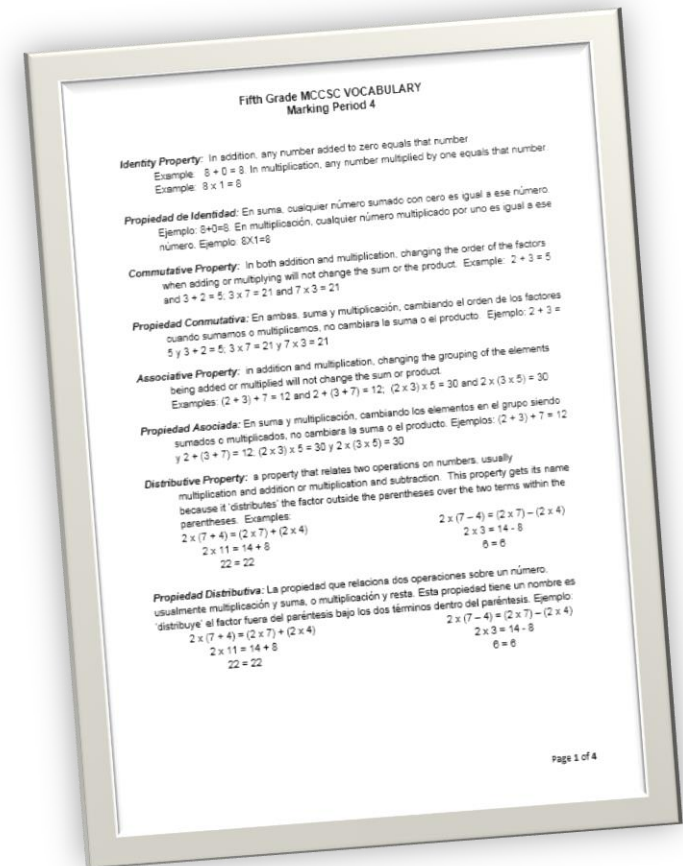 Fifth Grade MCCSC VOCABULARY
Marking Period 4
Identity Property: In addition, any number added to zero equals that number.
Example: 8 + 0 = 8. In multiplication, any number multiplied by one equals that number.
Example: 8 x 1 = 8
Propiedad de Identidad: En suma, cualquier número sumado con cero es igual a ese número.
Ejemplo: 8+0=8. En multiplicación, cualquier número multiplicado por uno es igual a ese
número. Ejemplo: 8X1=8
Commutative Property: In both addition and multiplication, changing the order of the factors
when adding or multiplying will not change the sum or the product. Example: 2 + 3 = 5
and 3 + 2 = 5; 3 x 7 = 21 and 7 x 3 = 21
Propiedad Conmutativa: En ambas, suma y multiplicación, cambiando el orden de los factores
cuando sumamos o multiplicamos, no cambiara la suma o el producto. Ejemplo: 2 + 3 =
5 y 3 + 2 = 5; 3 x 7 = 21 y 7 x 3 = 21
Associative Property: in addition and multiplication, changing the grouping of the elements
being added or multiplied will not change the sum or product.
Examples: (2 + 3) + 7 = 12 and 2 + (3 + 7) = 12; (2 x 3) x 5 = 30 and 2 x (3 x 5) = 30
Propiedad Asociada: En suma y multiplicación, cambiando los elementos en el grupo siendo
sumados o multiplicados, no cambiara la suma o el producto. Ejemplos: (2 + 3) + 7 = 12
y 2 + (3 + 7) = 12; (2 x 3) x 5 = 30 y 2 x (3 x 5) = 30
Distributive Property: a property that relates two operations on numbers, usually
multiplication and addition or multiplication and subtraction. This property gets its name
because it 'distributes' the factor outside the parentheses over the two terms within the
parentheses. Examples:
2 x (7 + 4) = (2 x 7) + (2 x 4) 2 x (7 – 4) = (2 x 7) – (2 x 4)
2 x 11 = 14 + 8 2 x 3 = 14 - 8
22 = 22 6 = 6
Propiedad Distributiva: La propiedad que relaciona dos operaciones sobre un número,
usualmente multiplicación y suma, o multiplicación y resta. Esta propiedad tiene un nombre es
'distribuye' el factor fuera del paréntesis bajo los dos términos dentro del paréntesis. Ejemplo:
2 x (7 + 4) = (2 x 7) + (2 x 4) 2 x (7 – 4) = (2 x 7) – (2 x 4)
2 x 11 = 14 + 8 2 x 3 = 14 - 8
22 = 22 6 = 6
Page 1 of 4